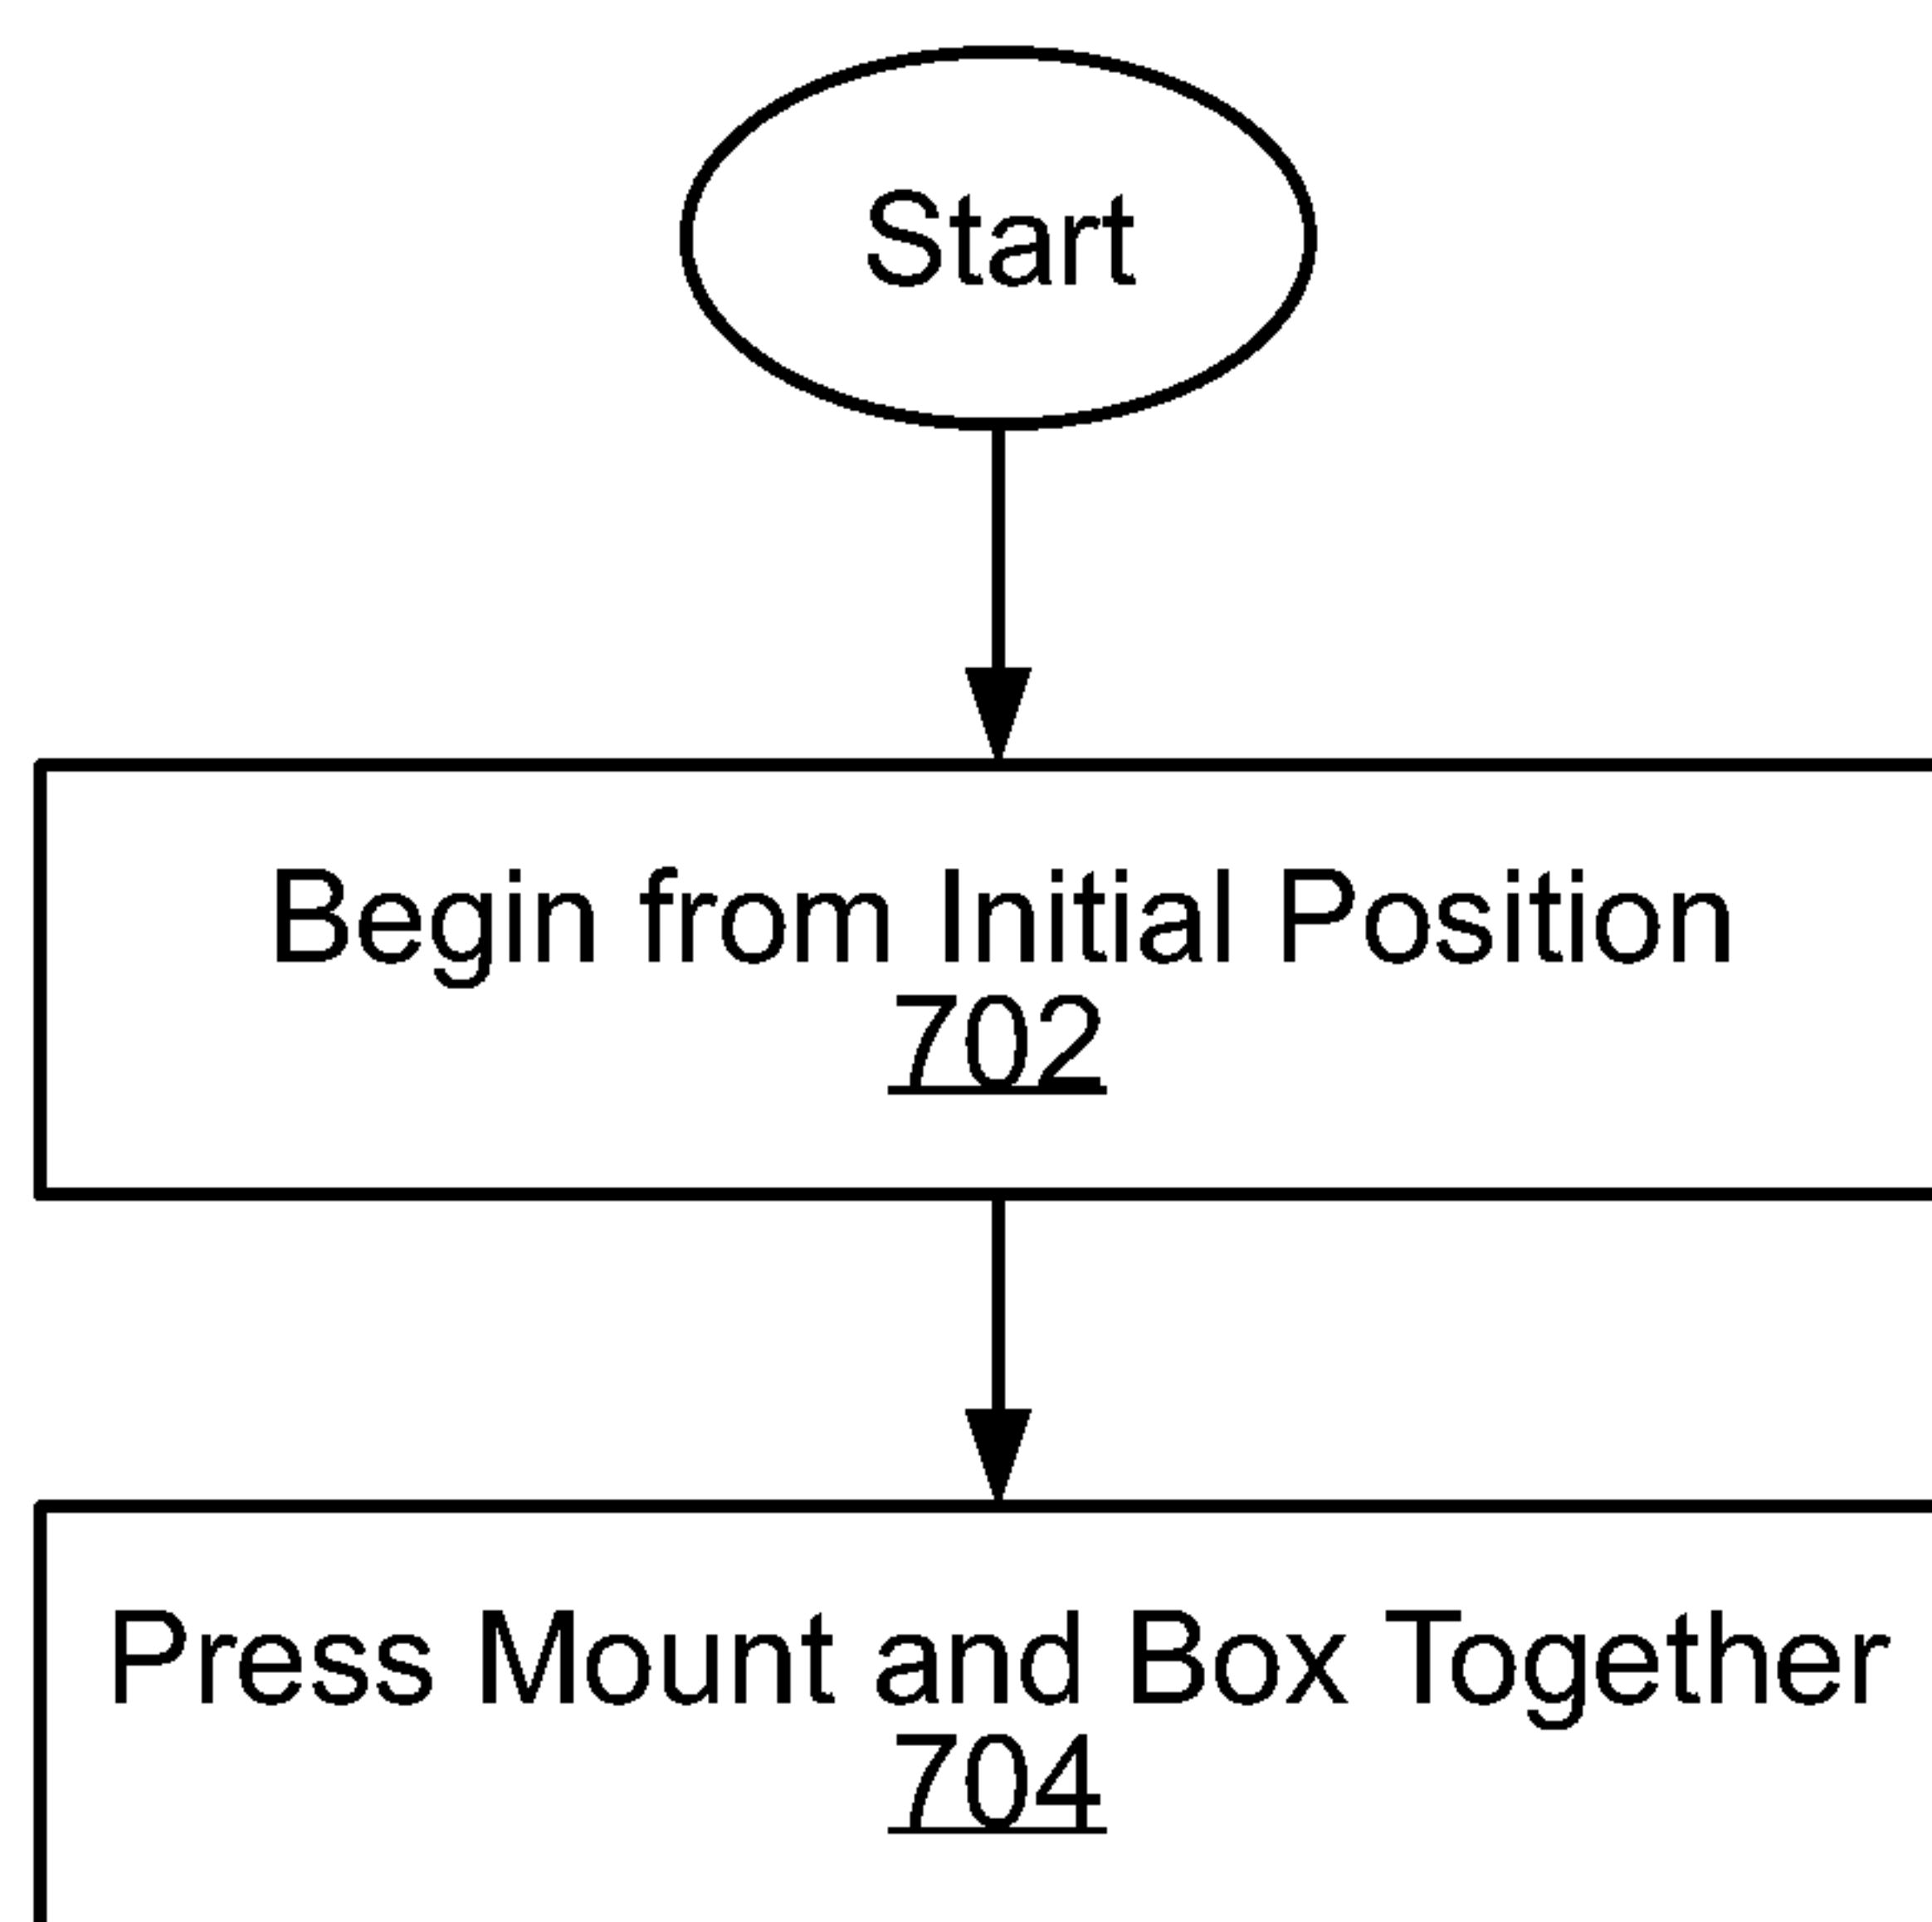 Start
Begin from Initial Position
702
Press Mount and Box Together
704